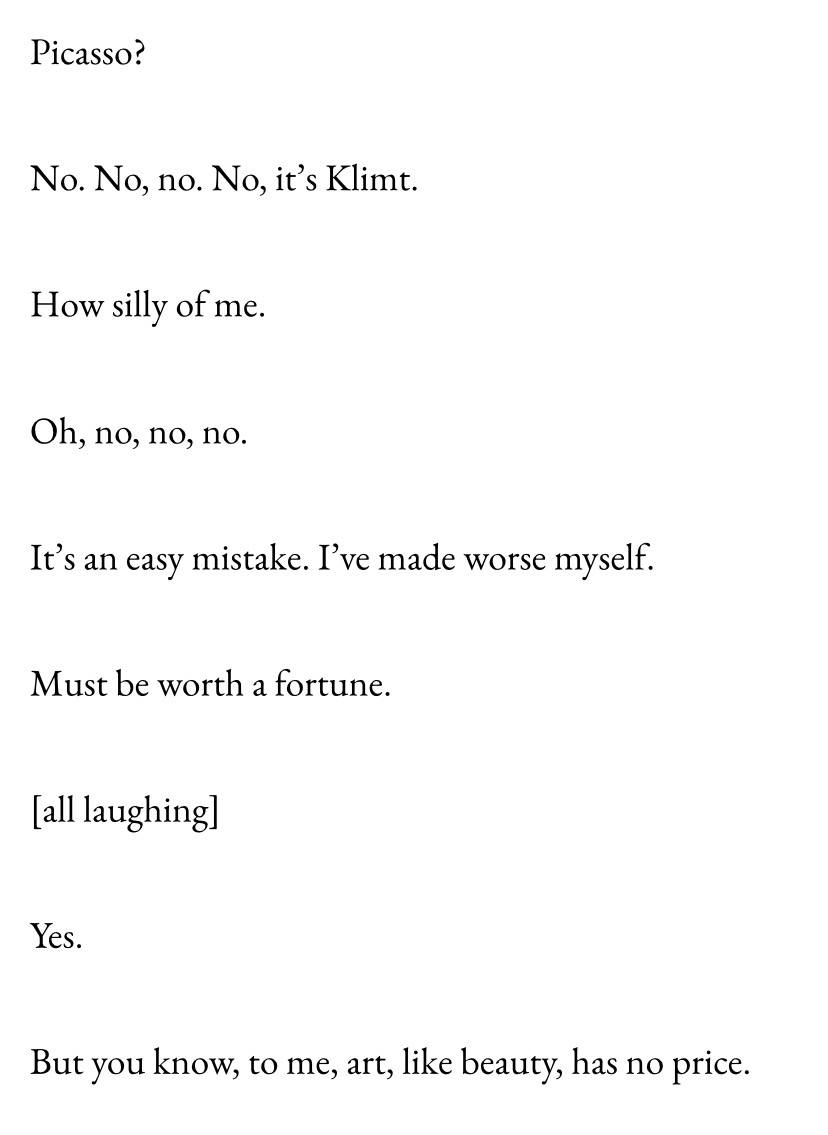 Picasso?
No. No, no. No, it’s Klimt.
How silly of me.
Oh, no, no, no.
It’s an easy mistake. I’ve made worse myself.
Must be worth a fortune.
[all laughing]
Yes.
But you know, to me, art, like beauty, has no price.